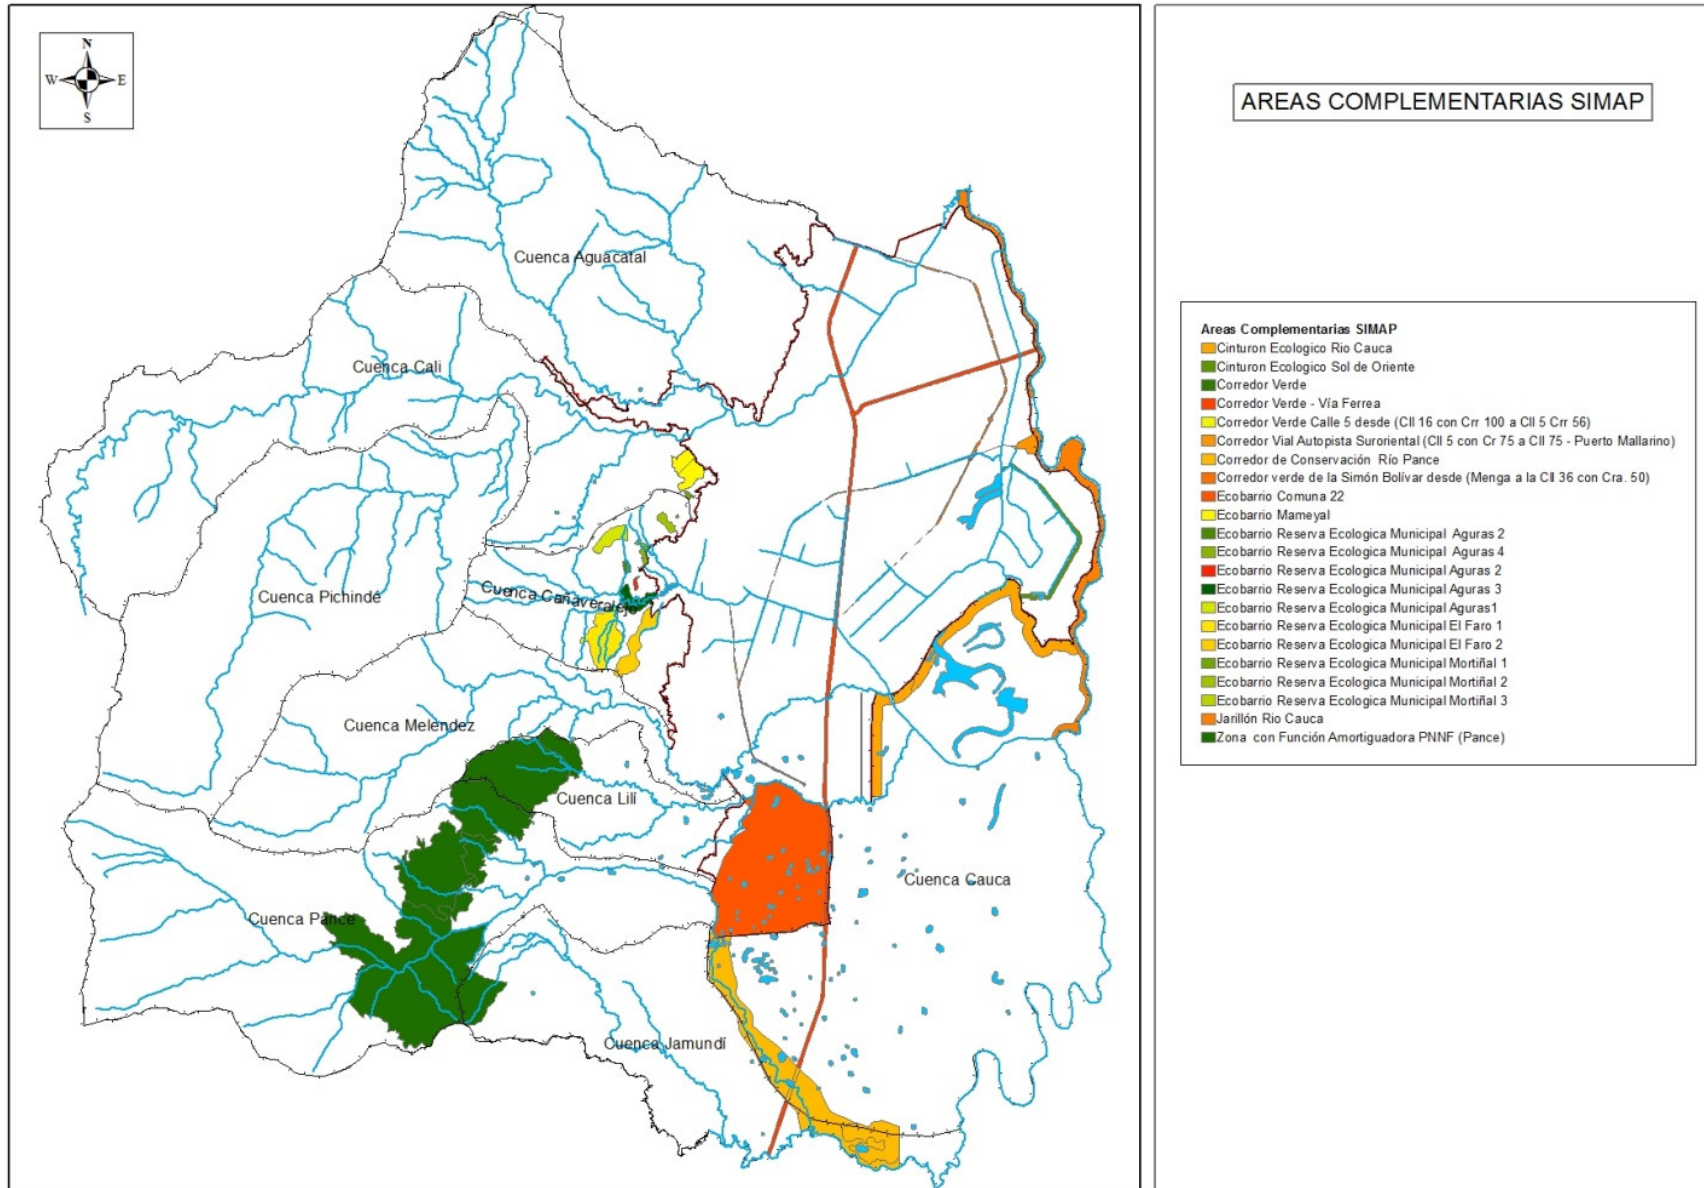 N
W E
S
AREAS COMPLEMENTARIAS SIMAP
Cuenca Aguacatal
Cuenca Cali
Cuenca Pichindé
Cuenca Cañaveralejo
Cuenca Melendez
Cuenca Lilí
Cuenca Cauca
Cuenca Pance
Cuenca Jamundí
Areas Complementarias SIMAP
Cinturon Ecologico Rio Cauca
Cinturon Ecologico Sol de Oriente
Corredor Verde
Corredor Verde - Vía Ferrea
Corredor Verde Calle 5 desde (Cll 16 con Crr 100 a Cll 5 Crr 56)
Corredor Vial Autopista Suroriental (Cll 5 con Cr 75 a Cll 75 - Puerto Mallarino)
Corredor de Conservación Río Pance
Corredor verde de la Simón Bolívar desde (Menga a la Cll 36 con Cra. 50)
Ecobarrio Comuna 22
Ecobarrio Mameyal
Ecobarrio Reserva Ecologica Municipal Aguras 2
Ecobarrio Reserva Ecologica Municipal Aguras 4
Ecobarrio Reserva Ecologica Municipal Aguras 2
Ecobarrio Reserva Ecologica Municipal Aguras 3
Ecobarrio Reserva Ecologica Municipal Aguras1
Ecobarrio Reserva Ecologica Municipal El Faro 1
Ecobarrio Reserva Ecologica Municipal El Faro 2
Ecobarrio Reserva Ecologica Municipal Mortiñal 1
Ecobarrio Reserva Ecologica Municipal Mortiñal 2
Ecobarrio Reserva Ecologica Municipal Mortiñal 3
Jarillón Rio Cauca
Zona con Función Amortiguadora PNNF (Pance)